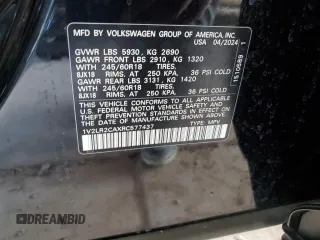 MFD BY VOLKSWAGEN GROUP OF AMERICA, INC.
USA 04/2024
GVWR LBS 5930, KG 2690
GAWR FRONT LBS 2910, KG 1320
WITH 245/60R18 TIRES,
8JX18 RIMS, AT 250 KPA, 36 PSI COLD
GAWR REAR LBS 3131, KG 1420
WITH 245/60R18 TIRES,
8JX18 RIMS, AT 250 KPA, 36 PSI COLD
THIS VEHICLE CONFORMS TO ALL APPLICABLE
U.S. FEDERAL MOTOR VEHICLE SAFETY AND
THEFT PREVENTION STANDARDS IN EFFECT ON
THE DATE OF MANUFACTURE SHOWN ABOVE.
1V2LR2CAXRC577437 TYPE: MPV
DREAMBID